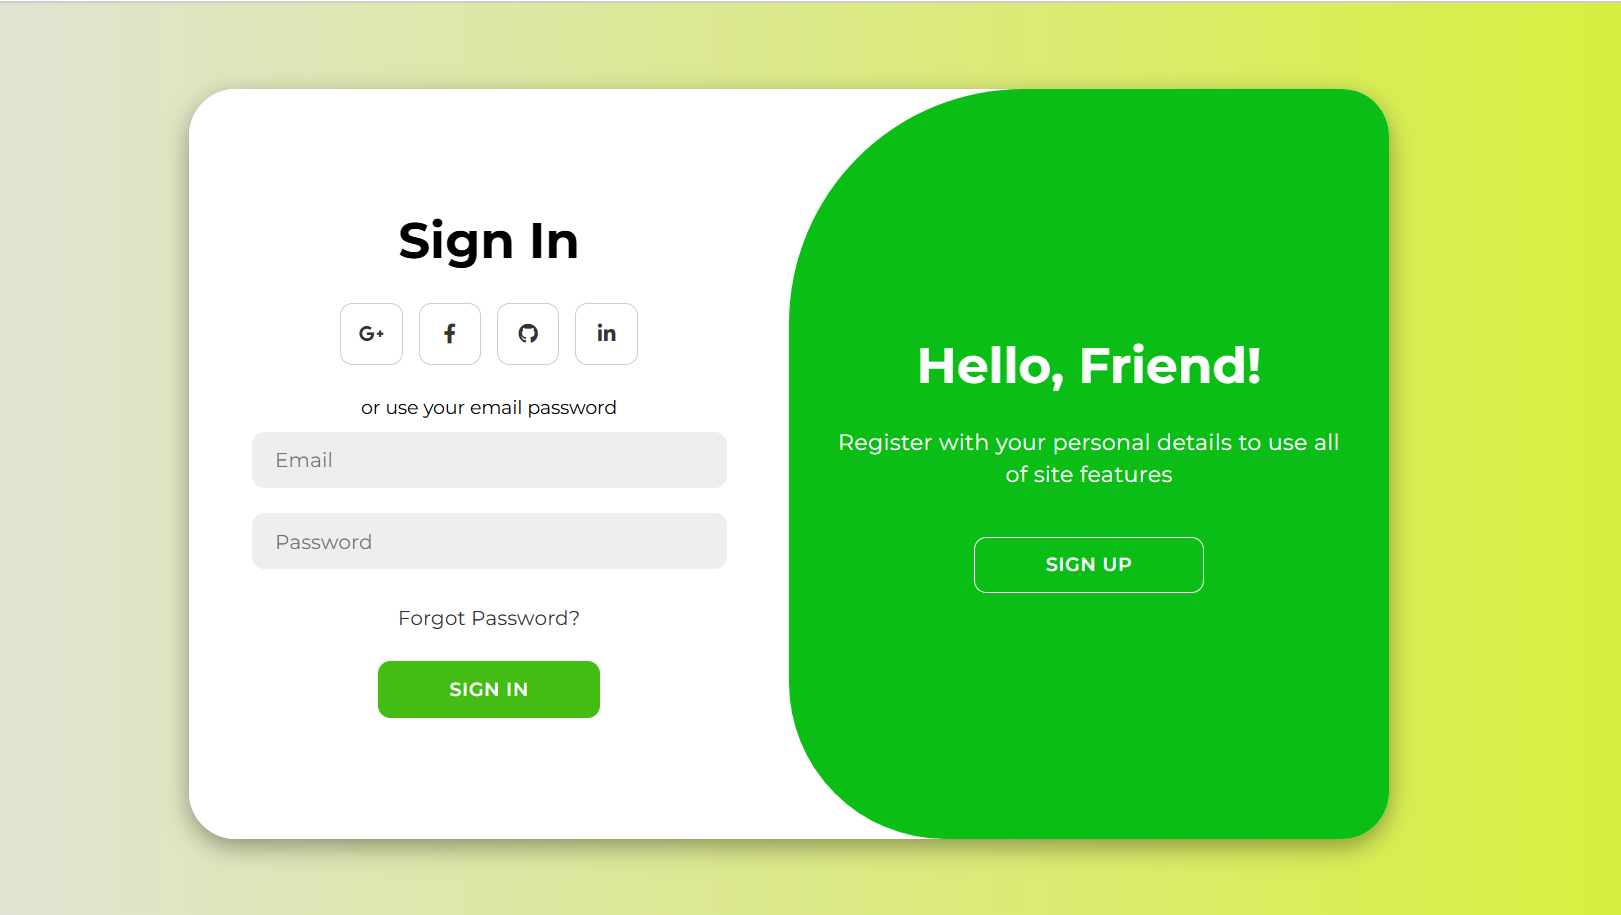 Sign In
G+
f
in
or use your email password
Email
Password
Forgot Password?
SIGN IN
Hello, Friend!
Register with your personal details to use all
of site features
SIGN UP